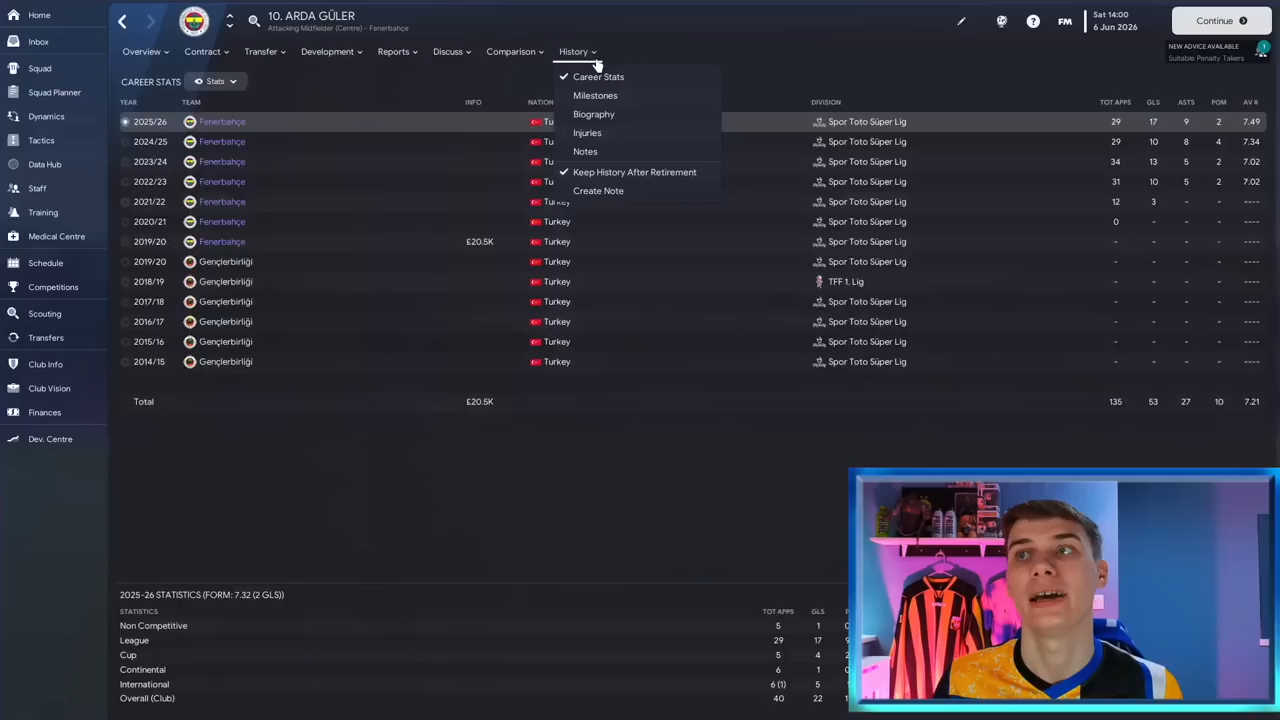 10. ARDA GÜLER
Attacking Midfielder (Centre) - Fenerbahçe
FM
Sat 14:00
6 Jun 2026
Continue
NEW ADVICE AVAILABLE
1
Suitable Penalty Takers
Home
Inbox
Squad
Squad Planner
Dynamics
Tactics
Data Hub
Staff
Training
Medical Centre
Schedule
Competitions
Scouting
Transfers
Club Info
Club Vision
Finances
Dev. Centre
Overview Contract Transfer Development Reports Discuss Comparison History
Career Stats
Milestones
Biography
Injuries
Notes
Keep History After Retirement
Create Note
CAREER STATS Stats
YEAR TEAM INFO NATION DIVISION TOT APPS GLS ASTS POM AV R
2025/26 Fenerbahçe Tu Spor Toto Süper Lig 29 17 9 2 7.49
2024/25 Fenerbahçe Tu Spor Toto Süper Lig 29 10 8 4 7.34
2023/24 Fenerbahçe Tu Spor Toto Süper Lig 34 13 5 2 7.02
2022/23 Fenerbahçe Tu Spor Toto Süper Lig 31 10 5 2 7.02
2021/22 Fenerbahçe Turkey Spor Toto Süper Lig 12 3 - - ----
2020/21 Fenerbahçe Turkey Spor Toto Süper Lig 0 - - - ----
2019/20 Fenerbahçe £20.5K Turkey Spor Toto Süper Lig - - - - ----
2019/20 Gençlerbirliği Turkey Spor Toto Süper Lig - - - - ----
2018/19 Gençlerbirliği Turkey TFF 1. Lig - - - - ----
2017/18 Gençlerbirliği Turkey Spor Toto Süper Lig - - - - ----
2016/17 Gençlerbirliği Turkey Spor Toto Süper Lig - - - - ----
2015/16 Gençlerbirliği Turkey Spor Toto Süper Lig - - - - ----
2014/15 Gençlerbirliği Turkey Spor Toto Süper Lig - - - - ----
Total £20.5K 135 53 27 10 7.21
2025-26 STATISTICS (FORM: 7.32 (2 GLS))
STATISTICS TOT APPS GLS
Non Competitive 5 1
League 29 17
Cup 5 4
Continental 6 1
International 6 (1) 5
Overall (Club) 40 22